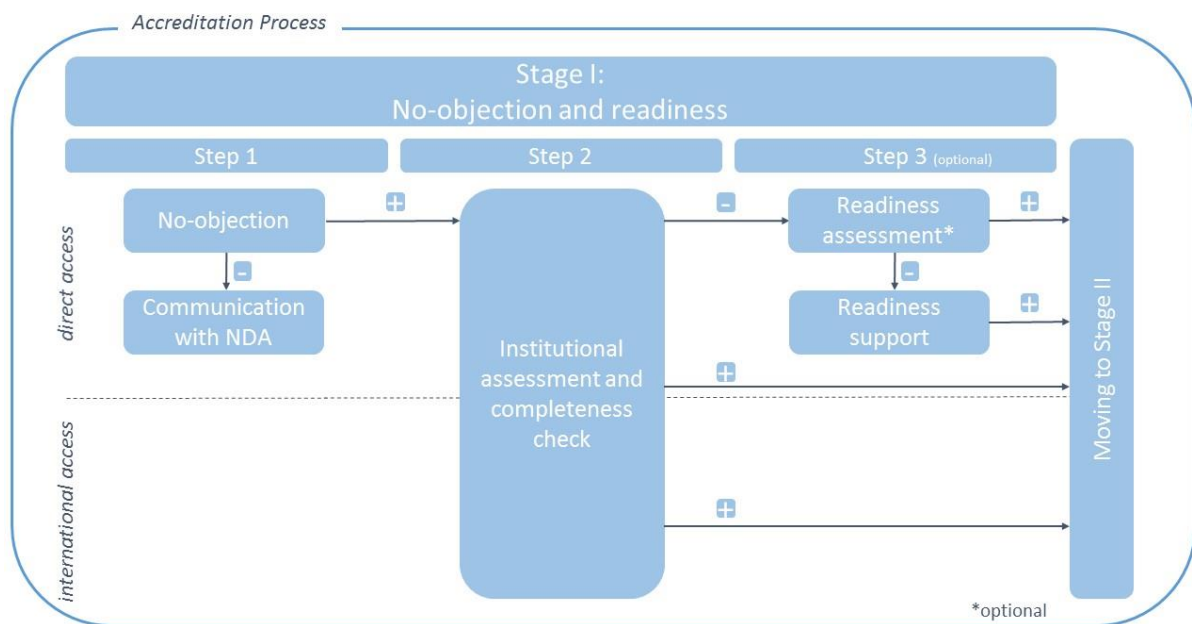 Accreditation Process
Stage I:
No-objection and readiness
Step 1
Step 2
Step 3 (optional)
direct access
No-objection
+
-
Communication
with NDA
Institutional
assessment and
completeness
check
-
Readiness
assessment*
+
-
Readiness
support
+
+
international access
+
Moving to Stage II
*optional